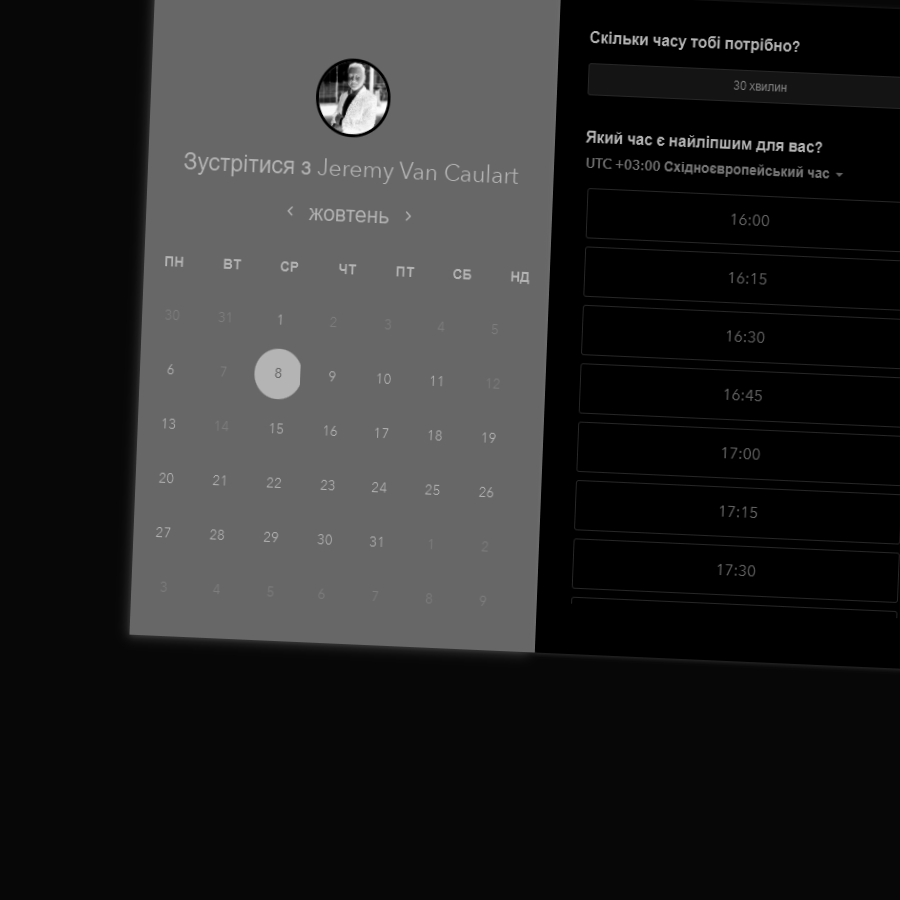 Зустрітися з Jeremy Van Caulart
жовтень
ПН ВТ СР ЧТ ПТ СБ НД
30 31 1 2 3 4 5
6 7 8 9 10 11 12
13 14 15 16 17 18 19
20 21 22 23 24 25 26
27 28 29 30 31 1 2
3 4 5 6 7 8 9
Скільки часу тобі потрібно?
30 хвилин
Який час є найліпшим для вас?
UTC +03:00 Східноєвропейський час
16:00
16:15
16:30
16:45
17:00
17:15
17:30